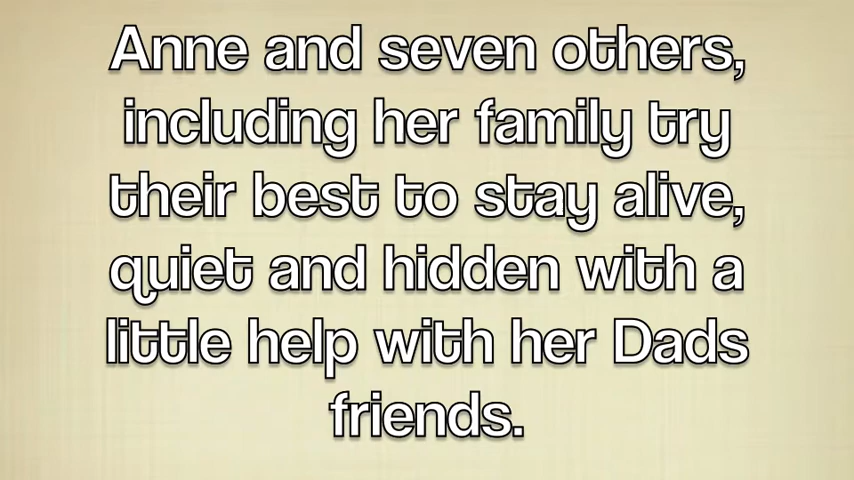 Anne and seven others,
including her family try
their best to stay alive,
quiet and hidden with a
little help with her Dads
friends.